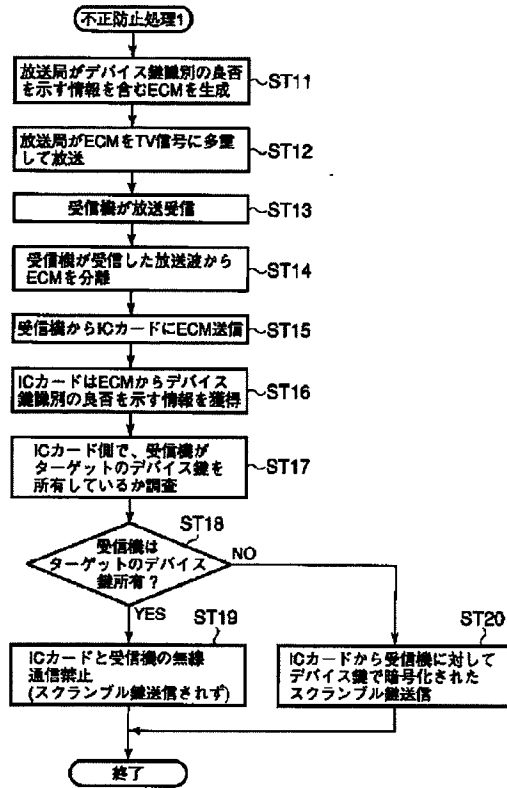 不正防止処理1
放送局がデバイス鍵識別の良否
を示す情報を含むECMを生成
ST11
放送局がECMをTV信号に多重
して放送
ST12
受信機が放送受信
ST13
受信機が受信した放送波から
ECMを分離
ST14
受信機からICカードにECM送信
ST15
ICカードはECMからデバイス
鍵識別の良否を示す情報を獲得
ST16
ICカード側で、受信機が
ターゲットのデバイス鍵を
所有しているか調査
ST17
ST18
受信機は
ターゲットのデバイス
鍵所有?
NO
YES
ST19
ICカードと受信機の無線
通信禁止
(スクランブル鍵送信されず)
ST20
ICカードから受信機に対して
デバイス鍵で暗号化された
スクランブル鍵送信
終了